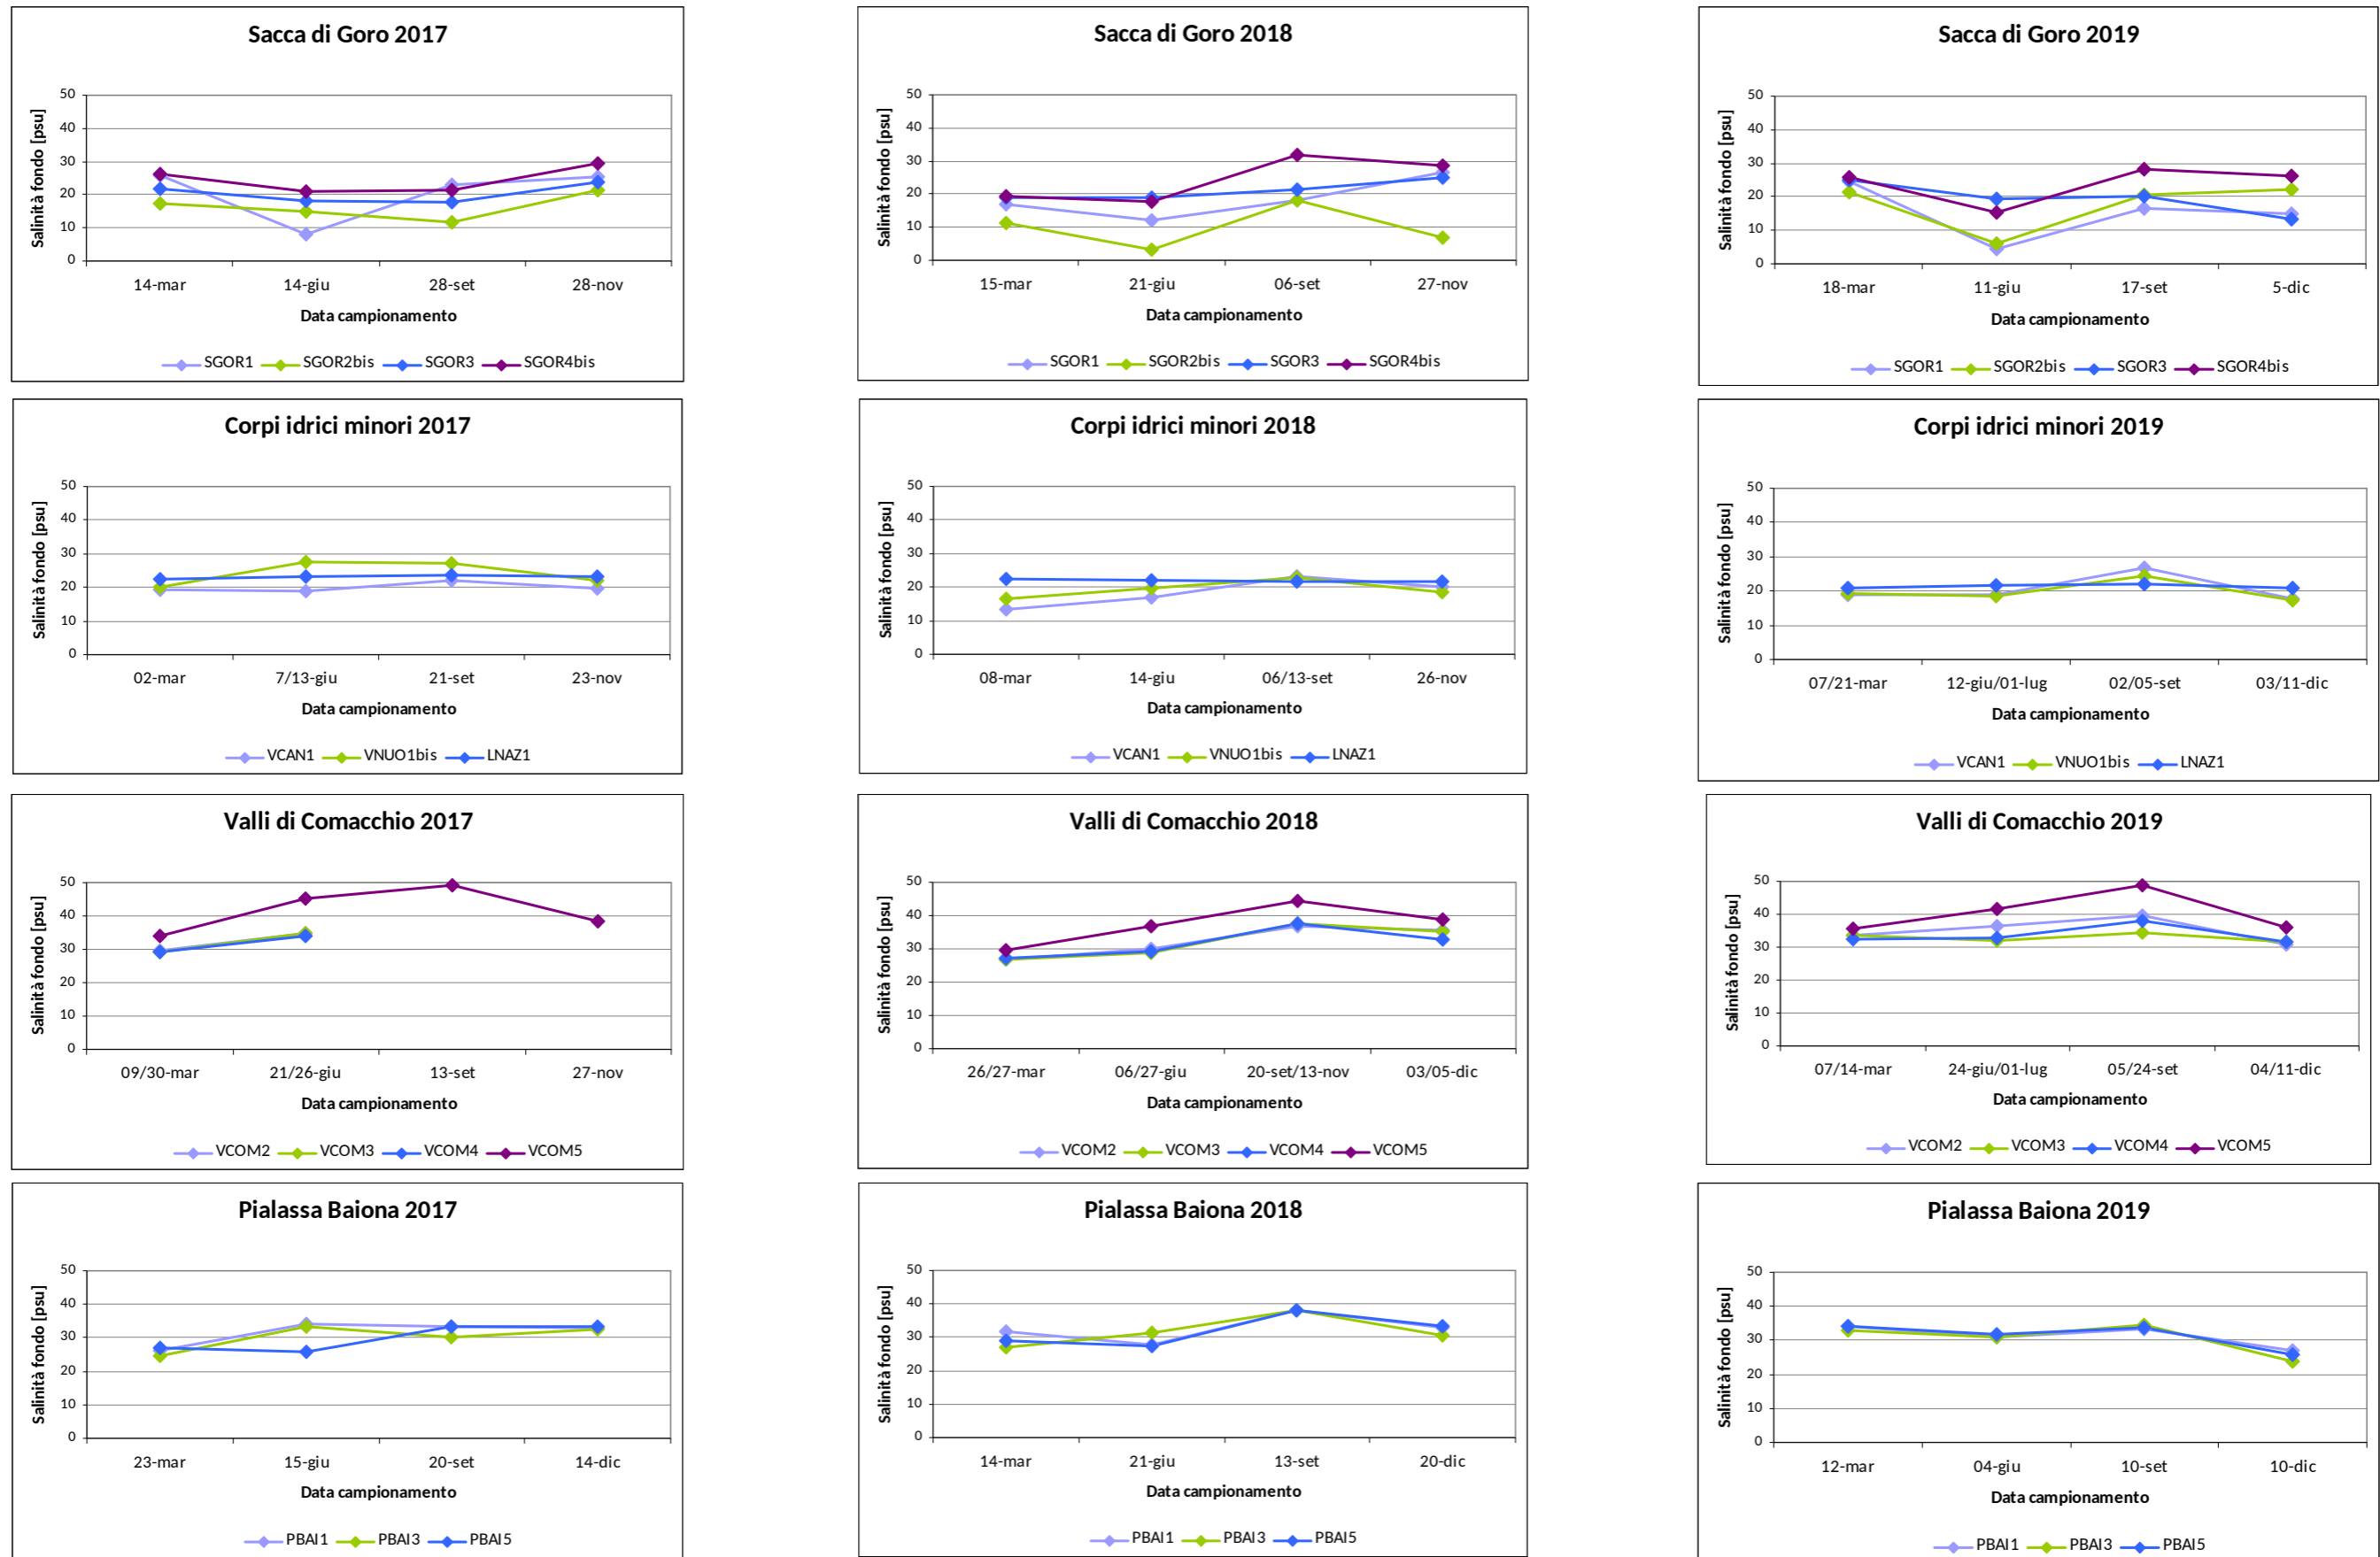 Sacca di Goro 2017
Salinità fondo [psu]
50
40
30
20
10
0
14-mar 14-giu 28-set 28-nov
Data campionamento
SGOR1 SGOR2bis SGOR3 SGOR4bis
Sacca di Goro 2018
Salinità fondo [psu]
50
40
30
20
10
0
15-mar 21-giu 06-set 27-nov
Data campionamento
SGOR1 SGOR2bis SGOR3 SGOR4bis
Sacca di Goro 2019
Salinità fondo [psu]
50
40
30
20
10
0
18-mar 11-giu 17-set 5-dic
Data campionamento
SGOR1 SGOR2bis SGOR3 SGOR4bis
Corpi idrici minori 2017
Salinità fondo [psu]
50
40
30
20
10
0
02-mar 7/13-giu 21-set 23-nov
Data campionamento
VCAN1 VNUO1bis LNAZ1
Corpi idrici minori 2018
Salinità fondo [psu]
50
40
30
20
10
0
08-mar 14-giu 06/13-set 26-nov
Data campionamento
VCAN1 VNUO1bis LNAZ1
Corpi idrici minori 2019
Salinità fondo [psu]
50
40
30
20
10
0
07/21-mar 12-giu/01-lug 02/05-set 03/11-dic
Data campionamento
VCAN1 VNUO1bis LNAZ1
Valli di Comacchio 2017
Salinità fondo [psu]
50
40
30
20
10
0
09/30-mar 21/26-giu 13-set 27-nov
Data campionamento
VCOM2 VCOM3 VCOM4 VCOM5
Valli di Comacchio 2018
Salinità fondo [psu]
50
40
30
20
10
0
26/27-mar 06/27-giu 20-set/13-nov 03/05-dic
Data campionamento
VCOM2 VCOM3 VCOM4 VCOM5
Valli di Comacchio 2019
Salinità fondo [psu]
50
40
30
20
10
0
07/14-mar 24-giu/01-lug 05/24-set 04/11-dic
Data campionamento
VCOM2 VCOM3 VCOM4 VCOM5
Pialassa Baiona 2017
Salinità fondo [psu]
50
40
30
20
10
0
23-mar 15-giu 20-set 14-dic
Data campionamento
PBAI1 PBAI3 PBAI5
Pialassa Baiona 2018
Salinità fondo [psu]
50
40
30
20
10
0
14-mar 21-giu 13-set 20-dic
Data campionamento
PBAI1 PBAI3 PBAI5
Pialassa Baiona 2019
Salinità fondo [psu]
50
40
30
20
10
0
12-mar 04-giu 10-set 10-dic
Data campionamento
PBAI1 PBAI3 PBAI5